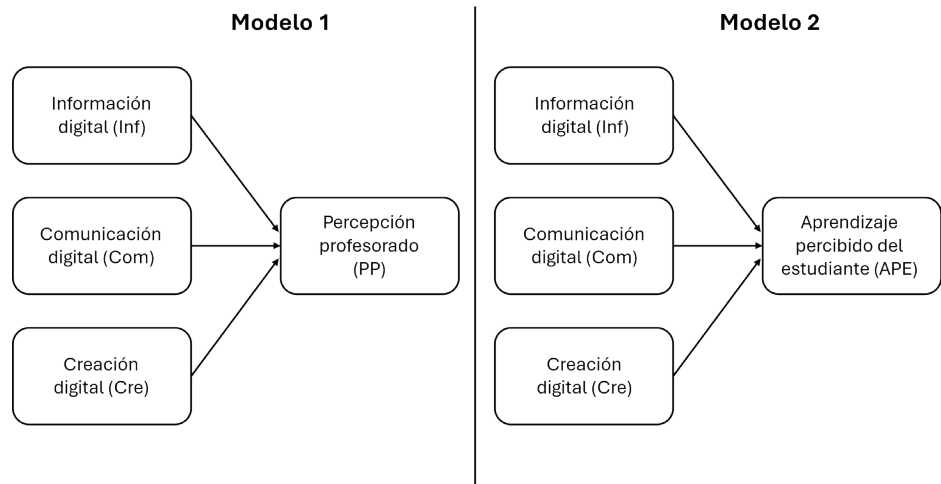 Modelo 1
Información
digital (Inf)
Comunicación
digital (Com)
Creación
digital (Cre)
Percepción
profesorado
(PP)
Modelo 2
Información
digital (Inf)
Comunicación
digital (Com)
Creación
digital (Cre)
Aprendizaje
percibido del
estudiante (APE)